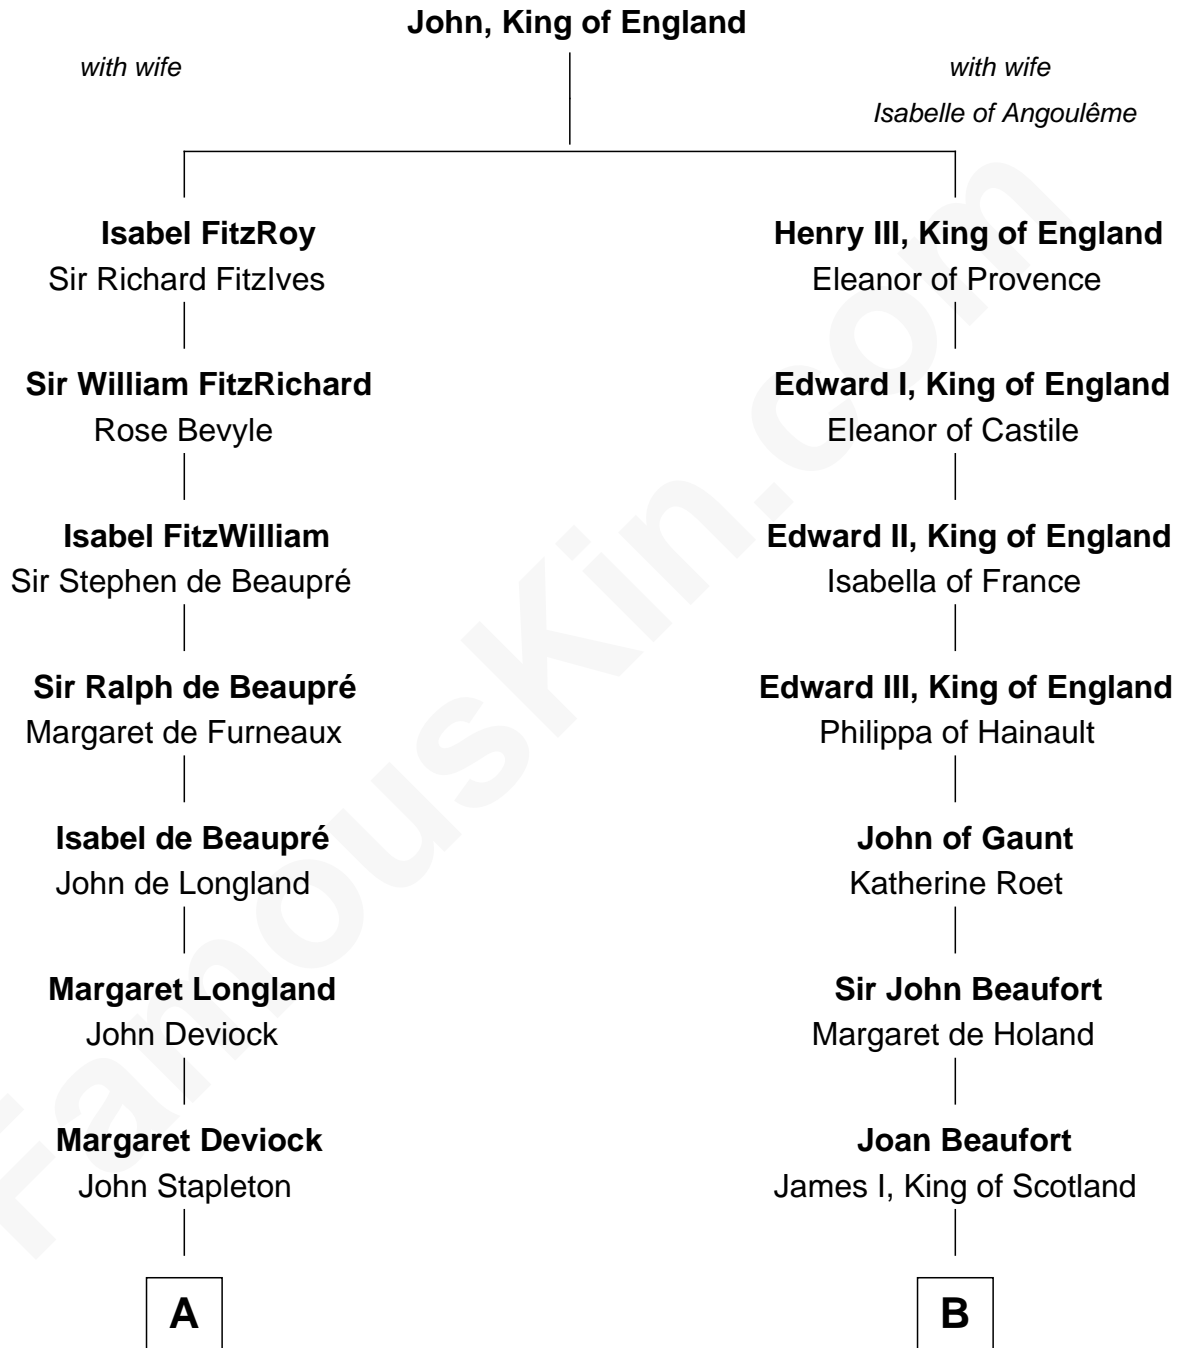 John, King of England
with wife
with wife
Isabelle of Angoulême
Isabel FitzRoy
Sir Richard FitzIves
Henry III, King of England
Eleanor of Provence
Sir William FitzRichard
Rose Bevyle
Edward I, King of England
Eleanor of Castile
Isabel FitzWilliam
Sir Stephen de Beaupré
Edward II, King of England
Isabella of France
Sir Ralph de Beaupré
Margaret de Furneaux
Edward III, King of England
Philippa of Hainault
Isabel de Beaupré
John de Longland
John of Gaunt
Katherine Roet
Margaret Longland
John Deviock
Sir John Beaufort
Margaret de Holand
Margaret Deviock
John Stapleton
Joan Beaufort
James I, King of Scotland
A
B
FamousKin.com